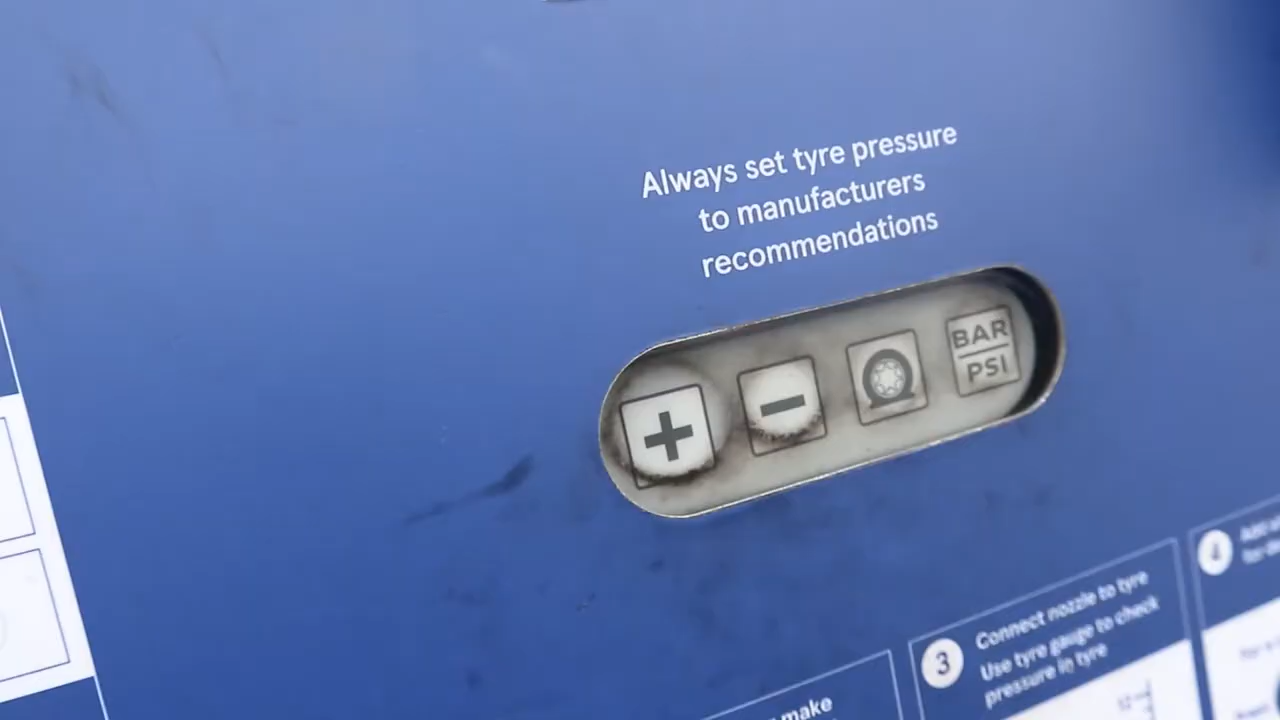 Always set tyre pressure
to manufacturers
recommendations
+
-
BAR
PSI
3
Connect nozzle to tyre
Use tyre gauge to check
pressure in tyre
4
make